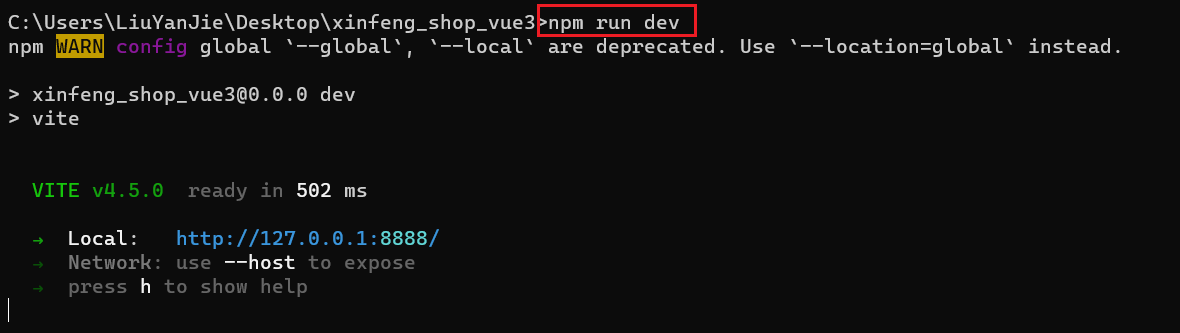 C:\Users\LiuYanJie\Desktop\xinfeng_shop_vue3>npm run dev
npm WARN config global `--global`, `--local` are deprecated. Use `--location=global` instead.
> xinfeng_shop_vue3@0.0.0 dev
> vite
VITE v4.5.0  ready in 502 ms
→  Local:   http://127.0.0.1:8888/
→  Network: use --host to expose
→  press h to show help